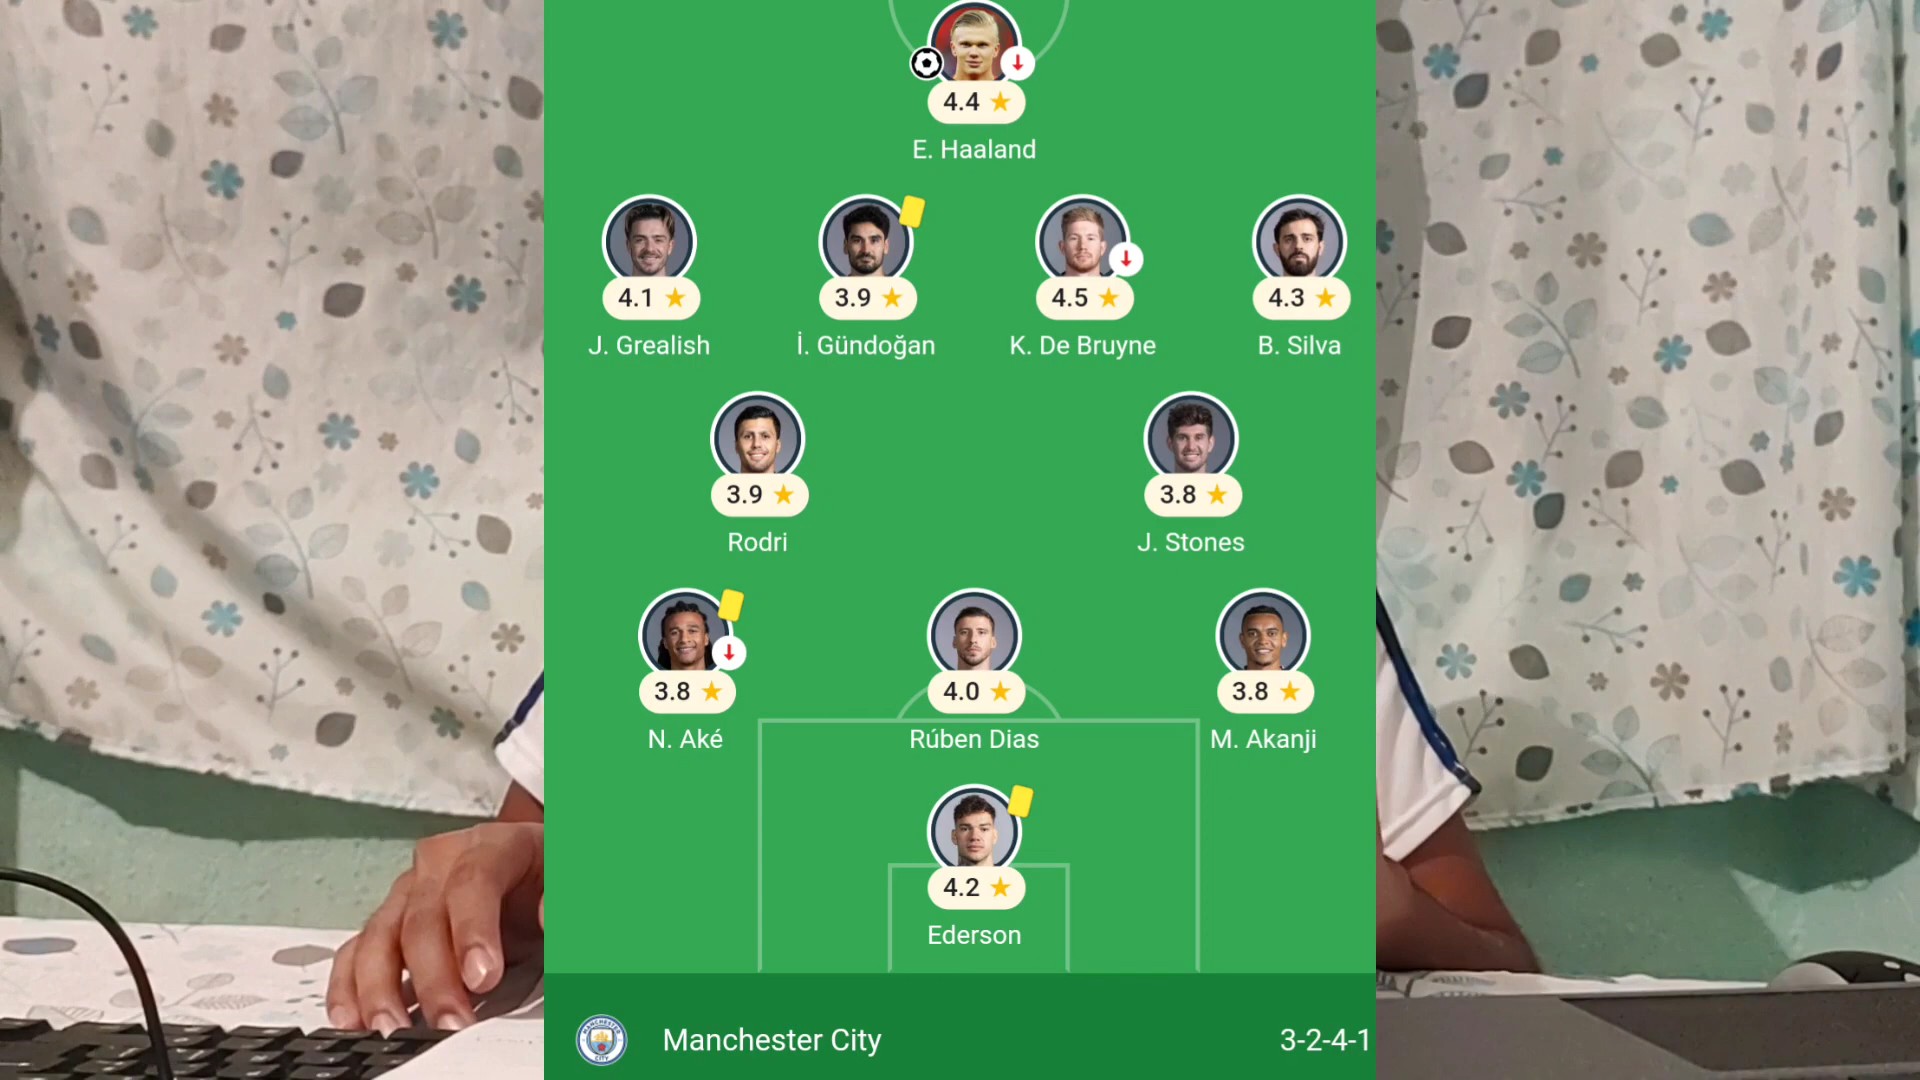 4.4
E. Haaland
4.1 3.9 4.5 4.3
J. Grealish İ. Gündoğan K. De Bruyne B. Silva
3.9 3.8
Rodri J. Stones
3.8 4.0 3.8
N. Aké Rúben Dias M. Akanji
4.2
Ederson
Manchester City 3-2-4-1